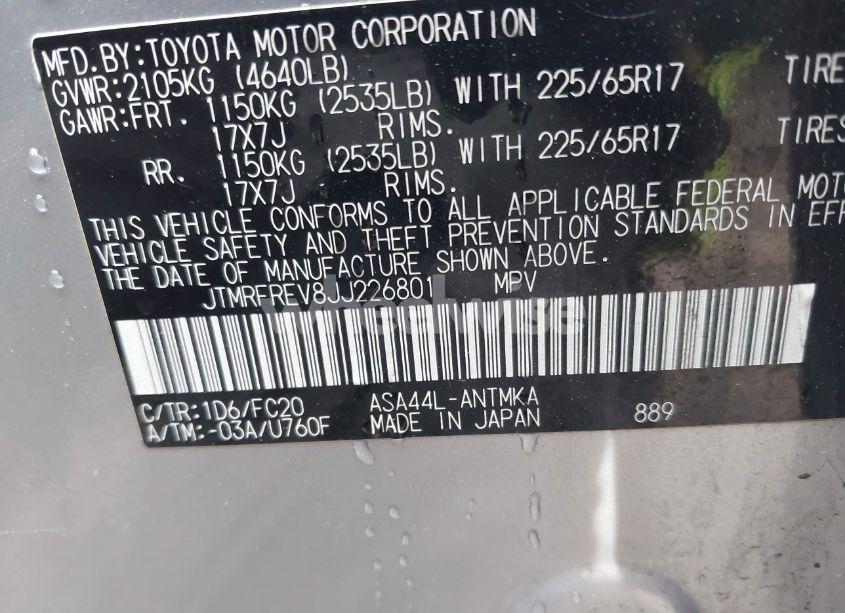 MFD.BY:TOYOTA MOTOR CORPORATION
GVWR:2105KG (4640LB)
GAWR:FRT. 1150KG (2535LB) WITH 225/65R17 TIRE
17X7J RIMS.
RR. 1150KG (2535LB) WITH 225/65R17 TIRES
17X7J RIMS.
THIS VEHICLE CONFORMS TO ALL APPLICABLE FEDERAL MOT
VEHICLE SAFETY AND THEFT PREVENTION STANDARDS IN EFF
THE DATE OF MANUFACTURE SHOWN ABOVE.
JTMRFREV8JJ226801 MPV
wheelwise
C/TR:1D6/FC20 ASA44L-ANTMKA
A/TM:-03A/U760F MADE IN JAPAN 889